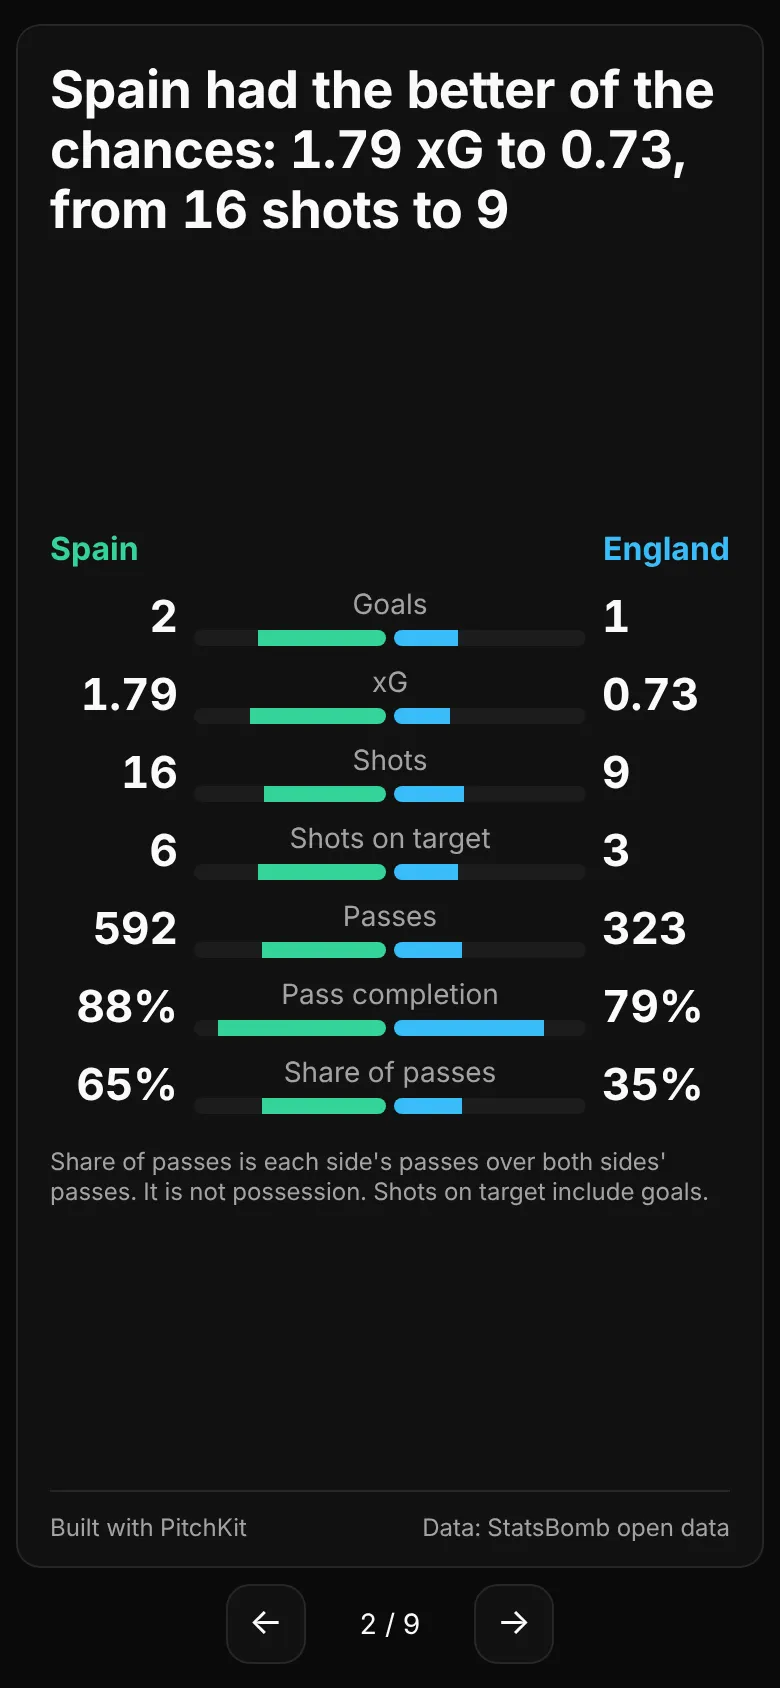 Spain had the better of the
chances: 1.79 xG to 0.73,
from 16 shots to 9
Spain England
2 Goals 1
1.79 xG 0.73
16 Shots 9
6 Shots on target 3
592 Passes 323
88% Pass completion 79%
65% Share of passes 35%
Share of passes is each side's passes over both sides'
passes. It is not possession. Shots on target include goals.
Built with PitchKit Data: StatsBomb open data
← 2 / 9 →